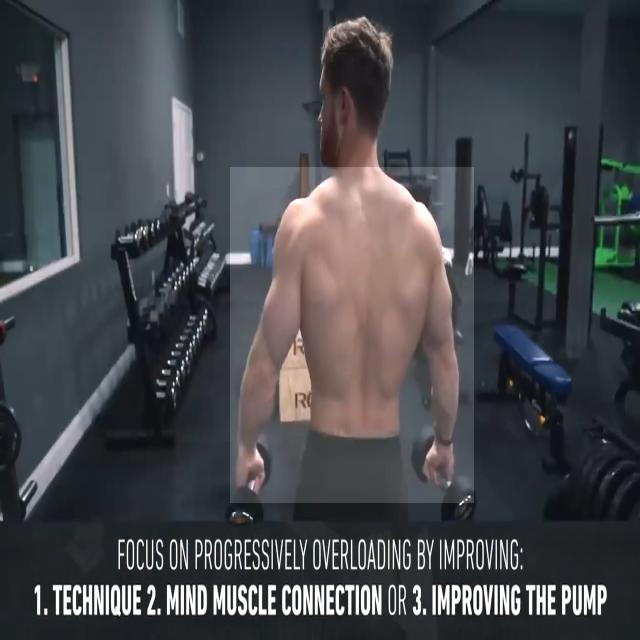 FOCUS ON PROGRESSIVELY OVERLOADING BY IMPROVING:
1. TECHNIQUE 2. MIND MUSCLE CONNECTION OR 3. IMPROVING THE PUMP